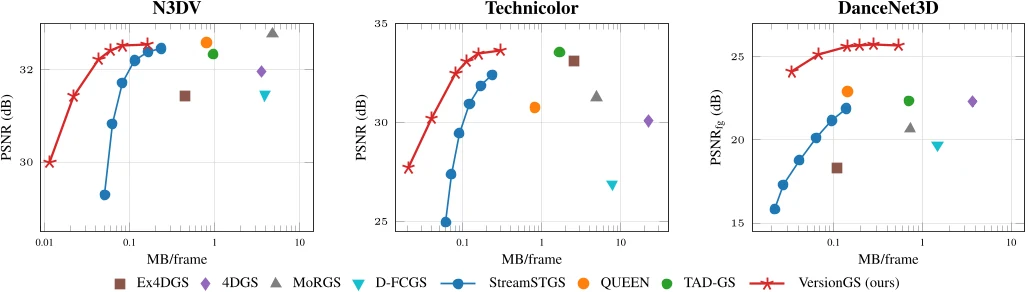 N3DV
PSNR (dB)
32
30
0.01 0.1 1 10
MB/frame
Technicolor
PSNR (dB)
35
30
25
0.1 1 10
MB/frame
DanceNet3D
PSNRfg (dB)
25
20
15
0.1 1 10
MB/frame
Ex4DGS 4DGS MoRGS D-FCGS StreamSTGS QUEEN TAD-GS VersionGS (ours)